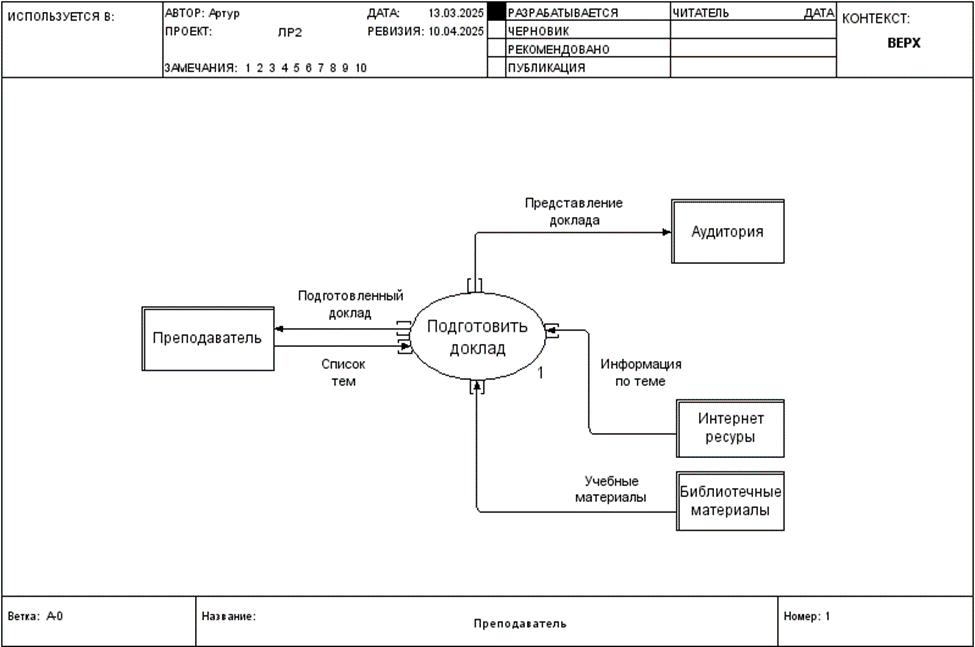 ИСПОЛЬЗУЕТСЯ В:
АВТОР: Артур
ДАТА: 13.03.2025
ПРОЕКТ: ЛР2
РЕВИЗИЯ: 10.04.2025
ЗАМЕЧАНИЯ: 1 2 3 4 5 6 7 8 9 10
РАЗРАБАТЫВАЕТСЯ
ЧЕРНОВИК
РЕКОМЕНДОВАНО
ПУБЛИКАЦИЯ
ЧИТАТЕЛЬ ДАТА
КОНТЕКСТ:
ВЕРХ
Представление
доклада
Аудитория
Подготовленный
доклад
Преподаватель
Список
тем
Подготовить
доклад
1
Информация
по теме
Интернет
ресуры
Учебные
материалы
Библиотечные
материалы
Ветка: A-0
Название:
Преподаватель
Номер: 1